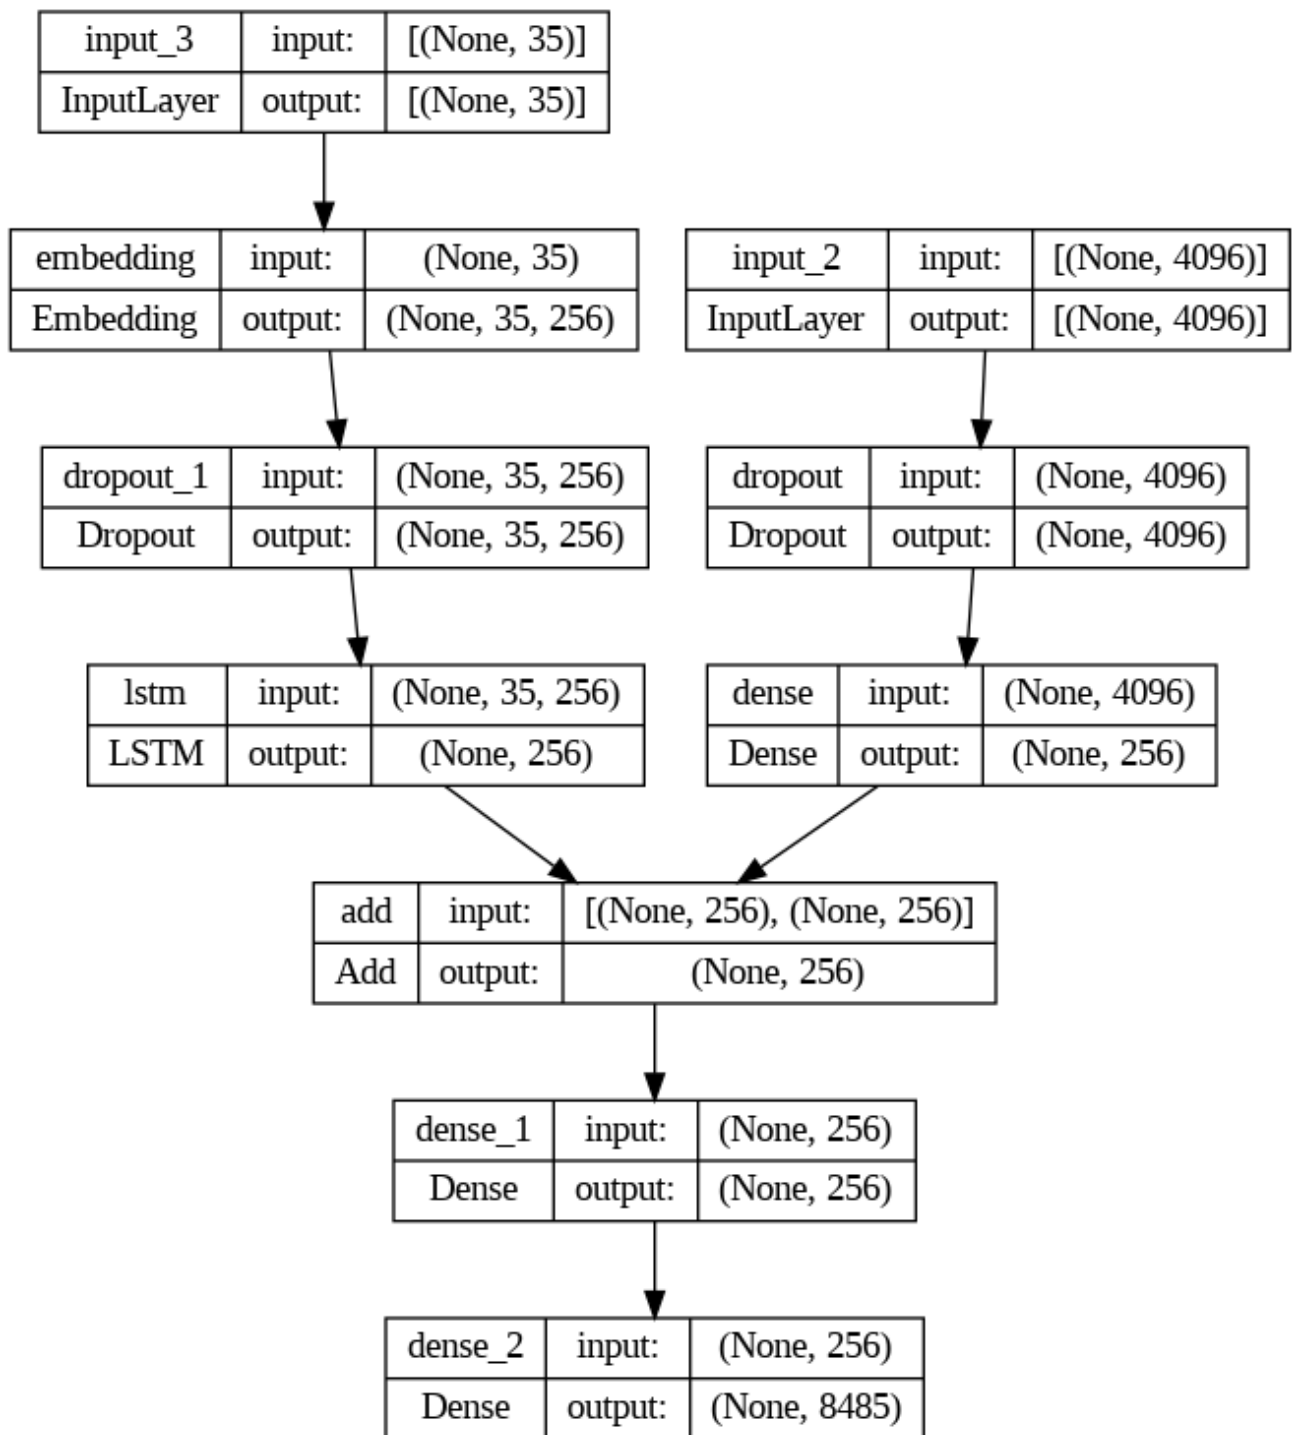 input_3 input: [(None, 35)]
InputLayer output: [(None, 35)]
embedding input: (None, 35)
Embedding output: (None, 35, 256)
input_2 input: [(None, 4096)]
InputLayer output: [(None, 4096)]
dropout_1 input: (None, 35, 256)
Dropout output: (None, 35, 256)
dropout input: (None, 4096)
Dropout output: (None, 4096)
lstm input: (None, 35, 256)
LSTM output: (None, 256)
dense input: (None, 4096)
Dense output: (None, 256)
add input: [(None, 256), (None, 256)]
Add output: (None, 256)
dense_1 input: (None, 256)
Dense output: (None, 256)
dense_2 input: (None, 256)
Dense output: (None, 8485)